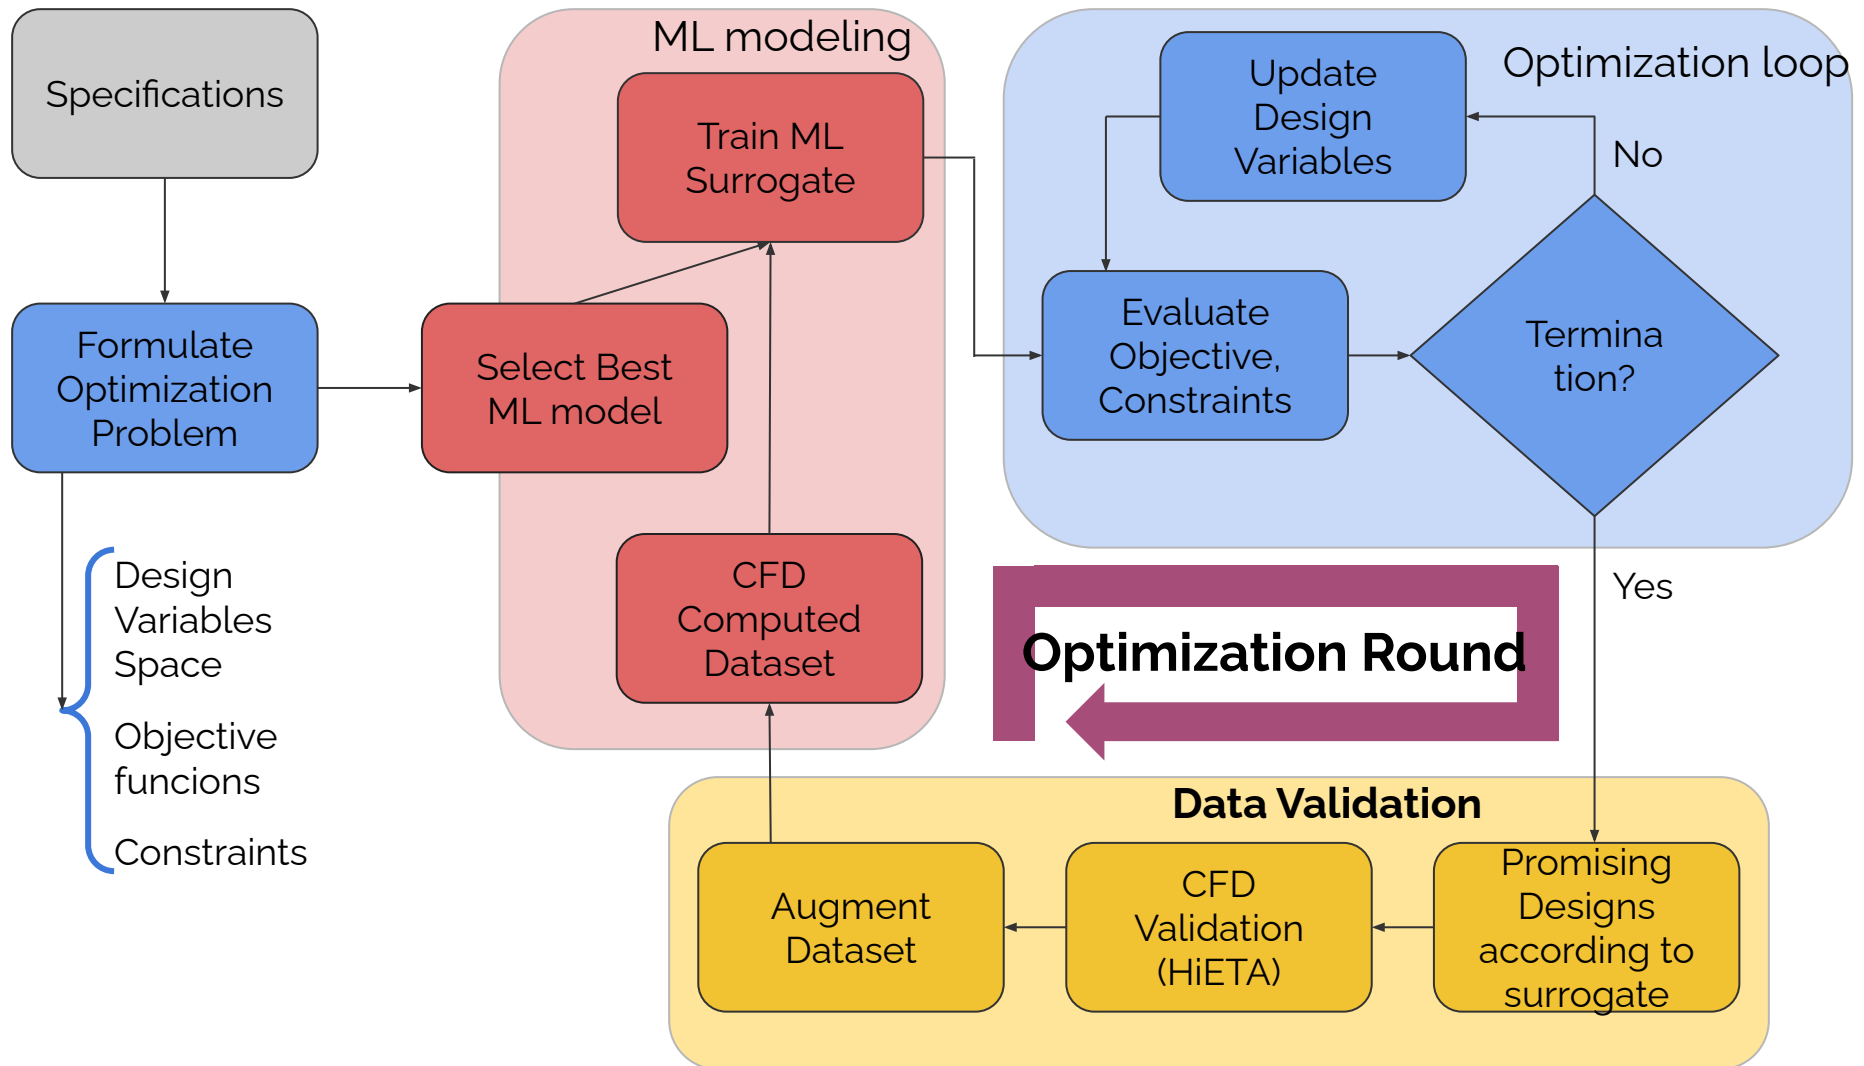 Specifications
Formulate
Optimization
Problem
Design
Variables
Space
Objective
funcions
Constraints
ML modeling
Train ML
Surrogate
Select Best
ML model
CFD
Computed
Dataset
Optimization loop
Update
Design
Variables
No
Evaluate
Objective,
Constraints
Termina
tion?
Yes
Optimization Round
Data Validation
Promising
Designs
according to
surrogate
CFD
Validation
(HiETA)
Augment
Dataset